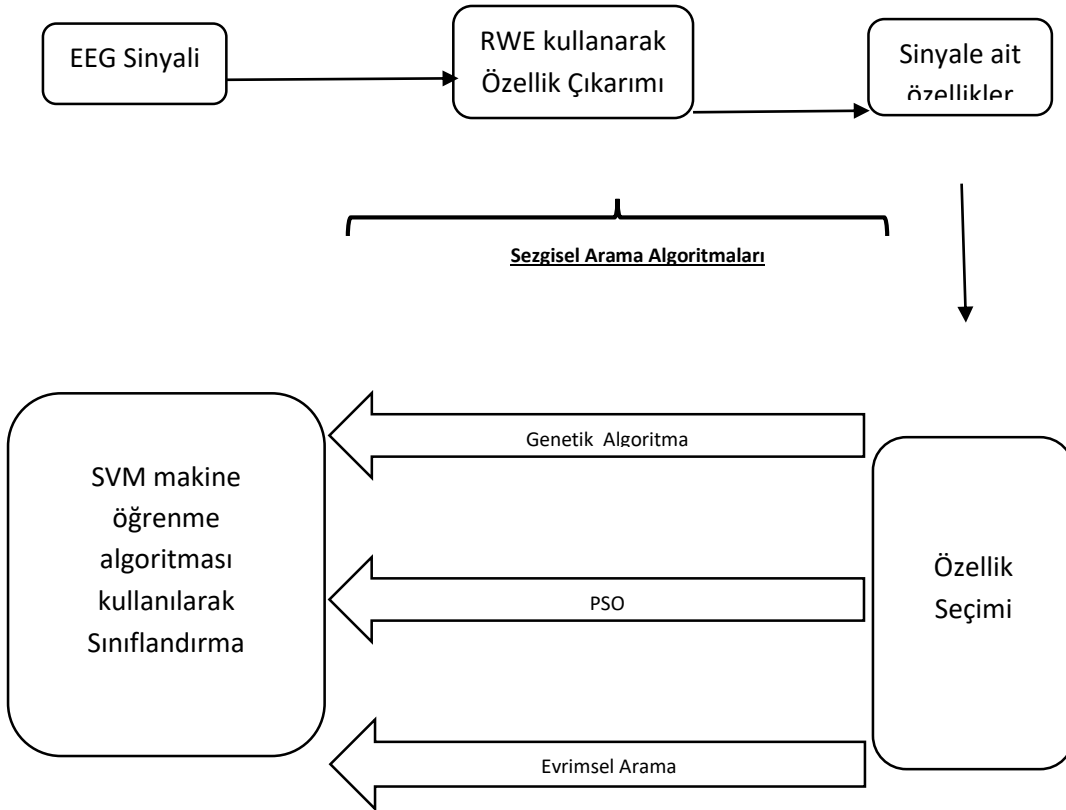 EEG Sinyali
RWE kullanarak
Özellik Çıkarımı
Sinyale ait
özellikler
Sezgisel Arama Algoritmaları
Genetik Algoritma
PSO
Evrimsel Arama
Özellik
Seçimi
SVM makine
öğrenme
algoritması
kullanılarak
Sınıflandırma